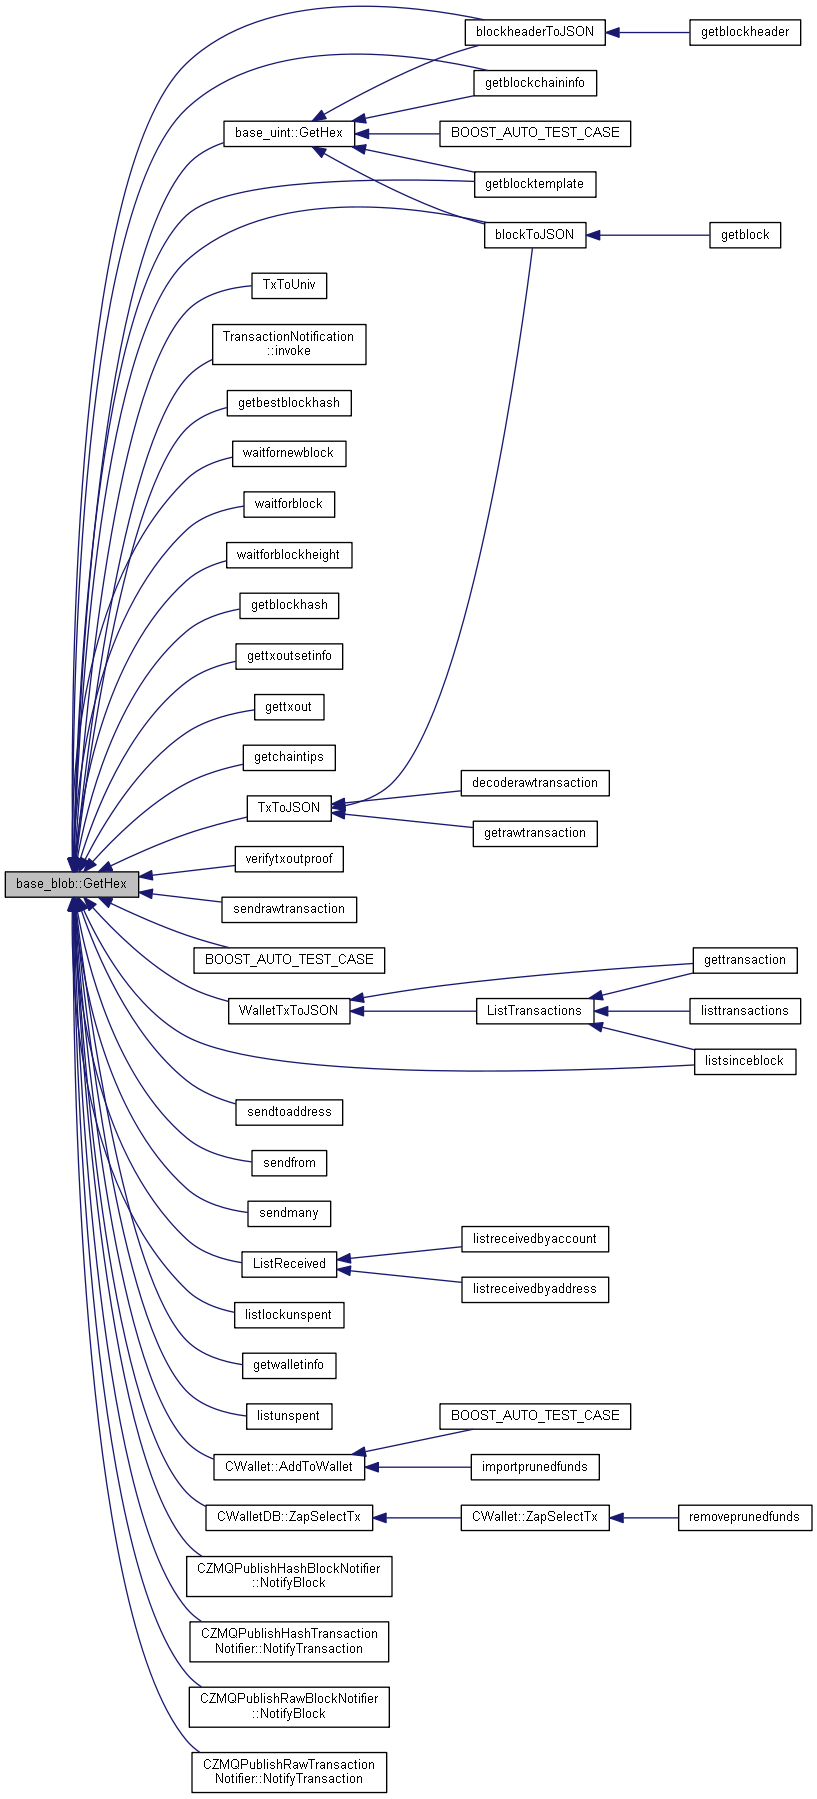 blockheaderToJSON
getblockheader
getblockchaininfo
base_uint::GetHex
BOOST_AUTO_TEST_CASE
getblocktemplate
blockToJSON
getblock
TxToUniv
TransactionNotification
::invoke
getbestblockhash
waitfornewblock
waitforblock
waitforblockheight
getblockhash
gettxoutsetinfo
gettxout
getchaintips
decoderawtransaction
TxToJSON
getrawtransaction
verifytxoutproof
base_blob::GetHex
sendrawtransaction
BOOST_AUTO_TEST_CASE
gettransaction
WalletTxToJSON
ListTransactions
listtransactions
listsinceblock
sendtoaddress
sendfrom
sendmany
listreceivedbyaccount
ListReceived
listreceivedbyaddress
listlockunspent
getwalletinfo
listunspent
BOOST_AUTO_TEST_CASE
CWallet::AddToWallet
importprunedfunds
CWalletDB::ZapSelectTx
CWallet::ZapSelectTx
removeprunedfunds
CZMQPublishHashBlockNotifier
::NotifyBlock
CZMQPublishHashTransaction
Notifier::NotifyTransaction
CZMQPublishRawBlockNotifier
::NotifyBlock
CZMQPublishRawTransaction
Notifier::NotifyTransaction